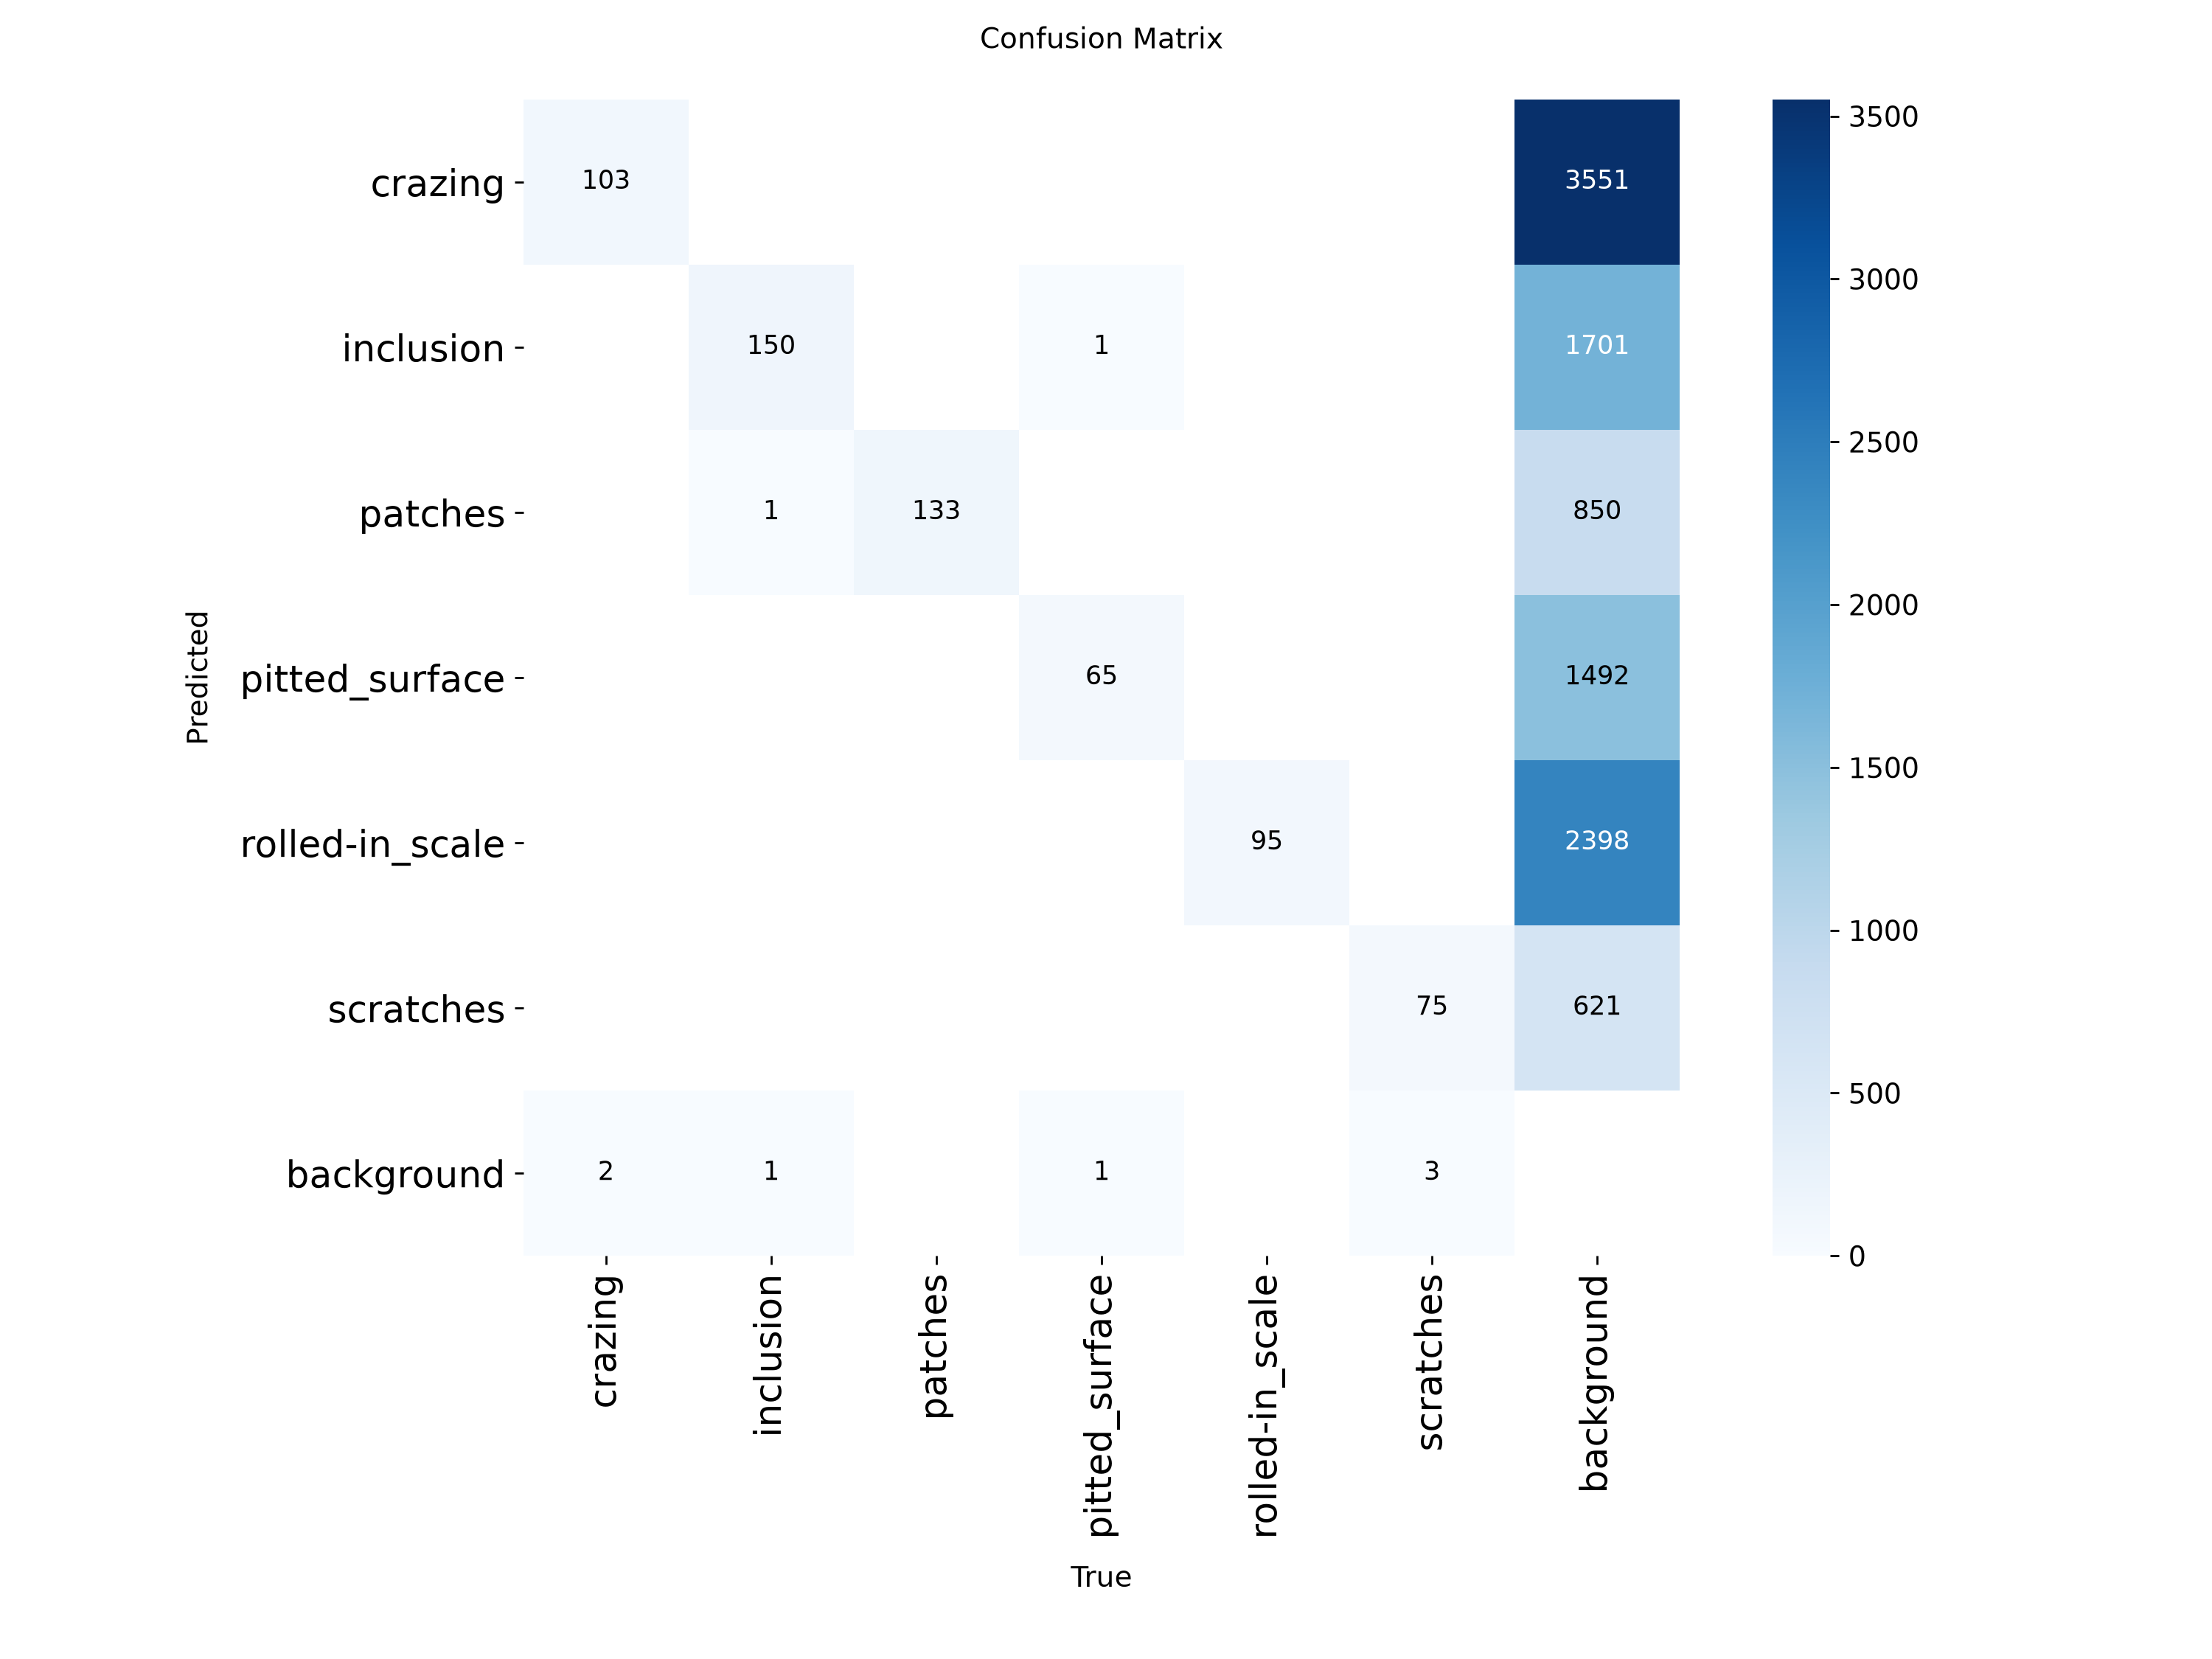 Confusion Matrix
crazing
103
3551
inclusion
150
1
1701
patches
1
133
850
pitted_surface
65
1492
rolled-in_scale
95
2398
scratches
75
621
background
2
1
1
3
Predicted
crazing
inclusion
patches
pitted_surface
rolled-in_scale
scratches
background
True
3500
3000
2500
2000
1500
1000
500
0